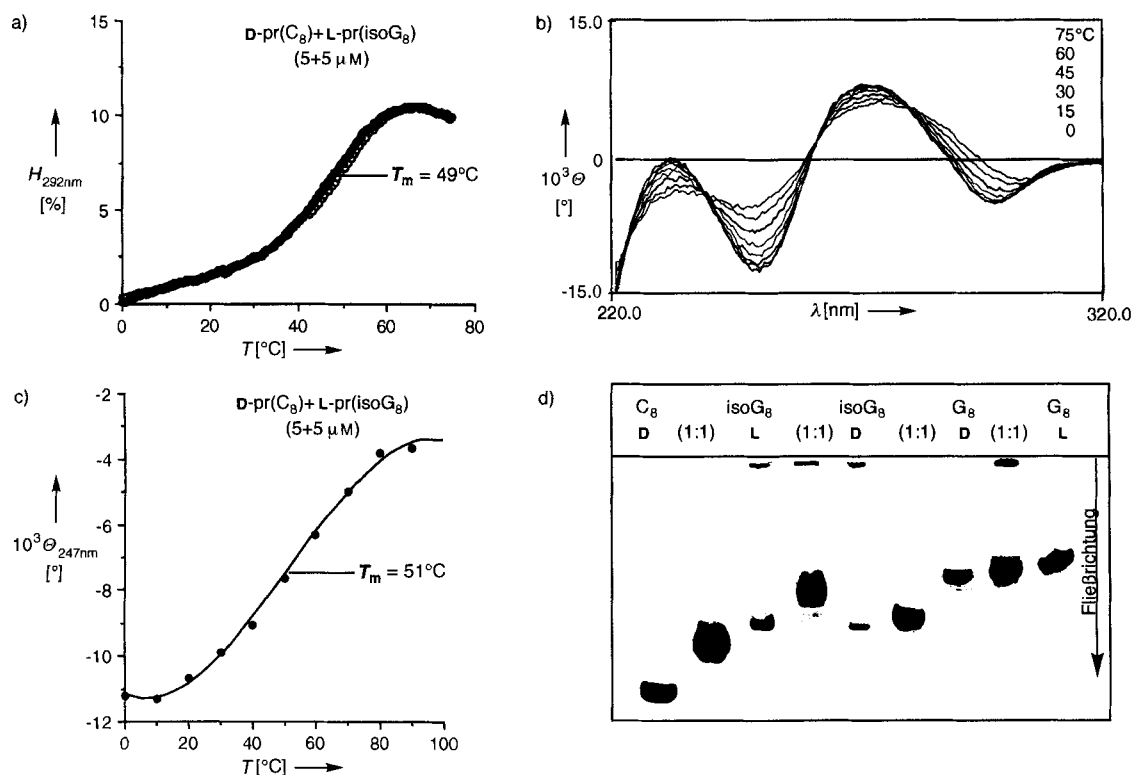 a)
D-pr(C₈)+L-pr(isoG₈)
(5+5 µM)
15
10
5
0
H₂₉₂ₙₘ
[%]
Tₘ = 49°C
0 20 40 60 80
T[°C]
b)
15.0
0
-15.0
10³Θ
[°]
75°C
60
45
30
15
0
220.0 λ[nm] 320.0
c)
D-pr(C₈)+L-pr(isoG₈)
(5+5 µM)
-2
-4
-6
-8
-10
-12
10³Θ₂₄₇ₙₘ
[°]
Tₘ = 51°C
0 20 40 60 80 100
T[°C]
d)
C₈ isoG₈ isoG₈ G₈ G₈
D (1:1) L (1:1) D (1:1) D (1:1) L
Fließrichtung